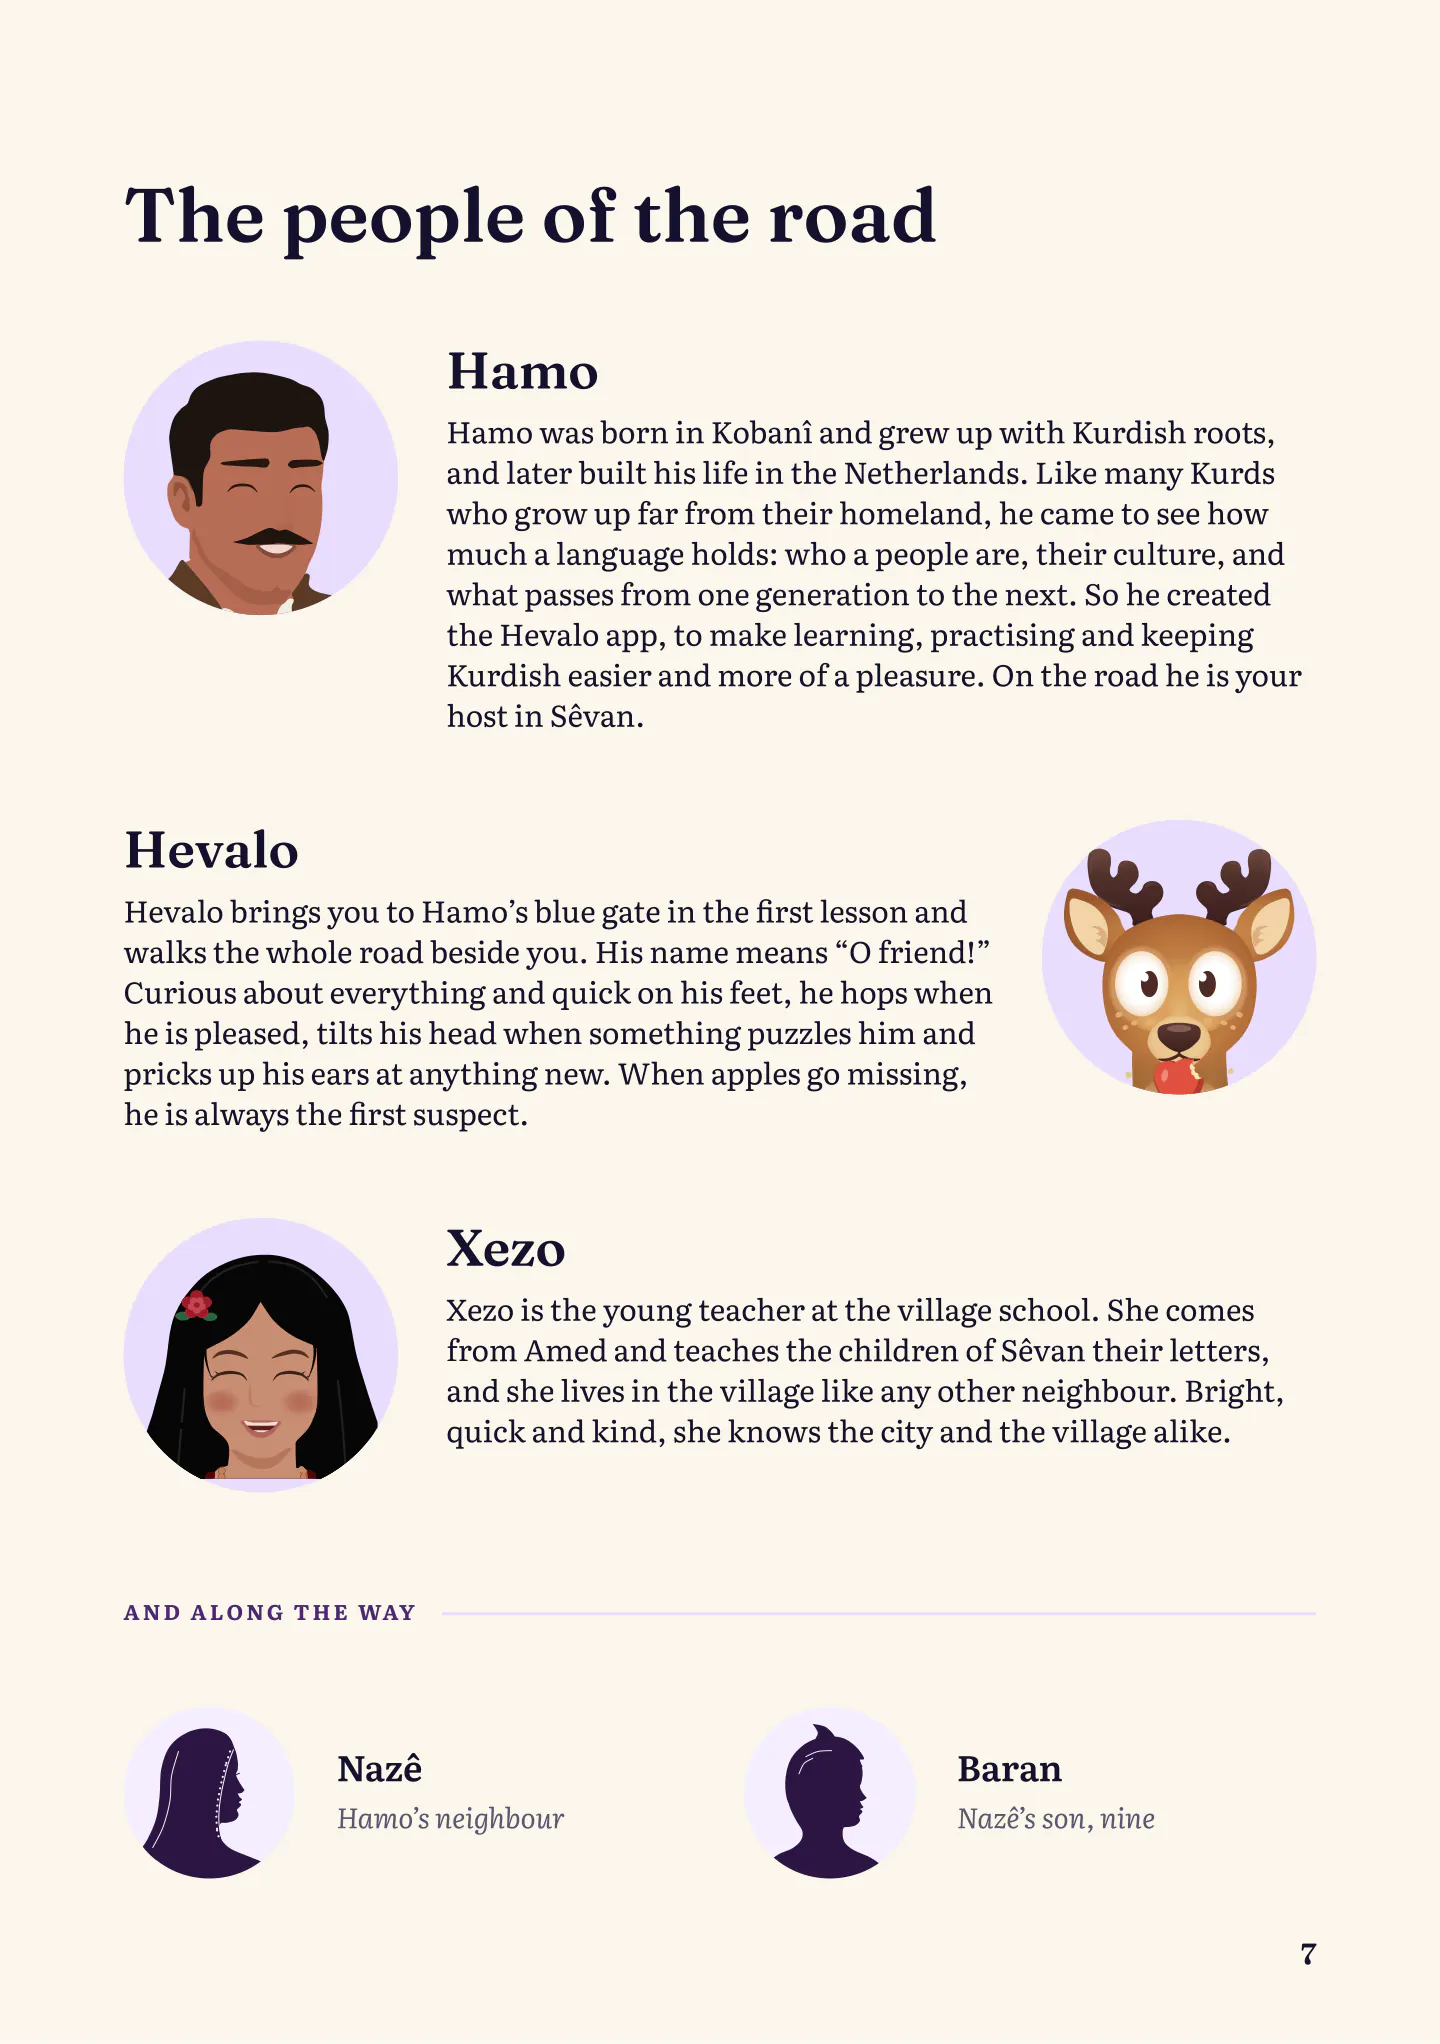 The people of the road
Hamo
Hamo was born in Kobanî and grew up with Kurdish roots,
and later built his life in the Netherlands. Like many Kurds
who grow up far from their homeland, he came to see how
much a language holds: who a people are, their culture, and
what passes from one generation to the next. So he created
the Hevalo app, to make learning, practising and keeping
Kurdish easier and more of a pleasure. On the road he is your
host in Sêvan.
Hevalo
Hevalo brings you to Hamo’s blue gate in the first lesson and
walks the whole road beside you. His name means “O friend!”
Curious about everything and quick on his feet, he hops when
he is pleased, tilts his head when something puzzles him and
pricks up his ears at anything new. When apples go missing,
he is always the first suspect.
Xezo
Xezo is the young teacher at the village school. She comes
from Amed and teaches the children of Sêvan their letters,
and she lives in the village like any other neighbour. Bright,
quick and kind, she knows the city and the village alike.
AND ALONG THE WAY
Nazê
Hamo’s neighbour
Baran
Nazê’s son, nine
7